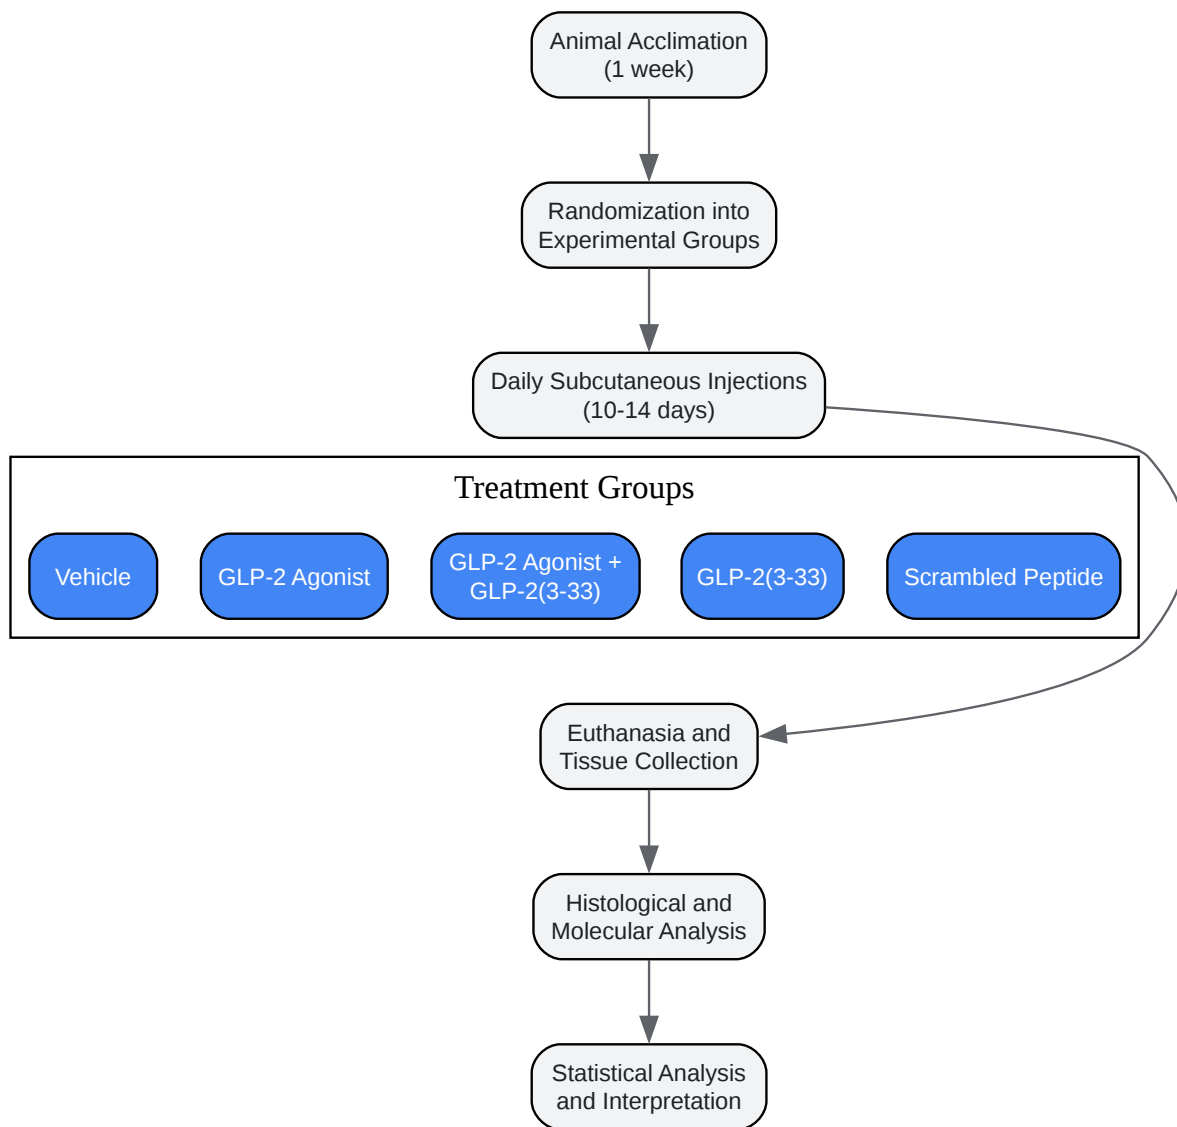 Animal Acclimation
(1 week)
Randomization into
Experimental Groups
Daily Subcutaneous Injections
(10-14 days)
Treatment Groups
Vehicle
GLP-2 Agonist
GLP-2 Agonist +
GLP-2(3-33)
GLP-2(3-33)
Scrambled Peptide
Euthanasia and
Tissue Collection
Histological and
Molecular Analysis
Statistical Analysis
and Interpretation